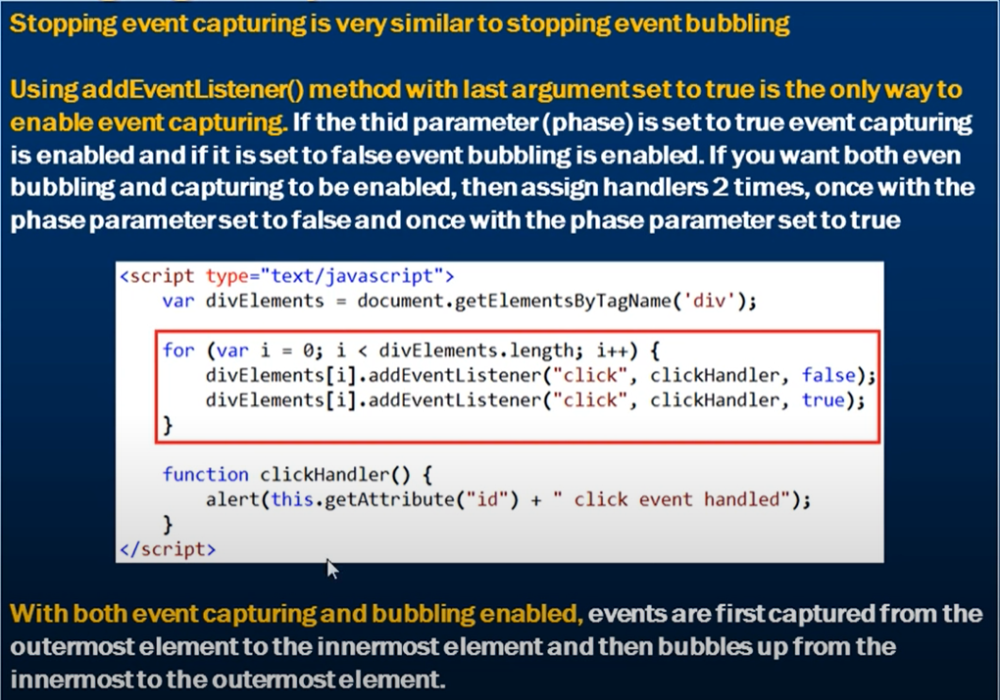 Stopping event capturing is very similar to stopping event bubbling
Using addEventListener() method with last argument set to true is the only way to
enable event capturing. If the thid parameter (phase) is set to true event capturing
is enabled and if it is set to false event bubbling is enabled. If you want both even
bubbling and capturing to be enabled, then assign handlers 2 times, once with the
phase parameter set to false and once with the phase parameter set to true
<script type="text/javascript">
var divElements = document.getElementsByTagName('div');
for (var i = 0; i < divElements.length; i++) {
divElements[i].addEventListener("click", clickHandler, false);
divElements[i].addEventListener("click", clickHandler, true);
}
function clickHandler() {
alert(this.getAttribute("id") + " click event handled");
}
</script>
With both event capturing and bubbling enabled, events are first captured from the
outermost element to the innermost element and then bubbles up from the
innermost to the outermost element.